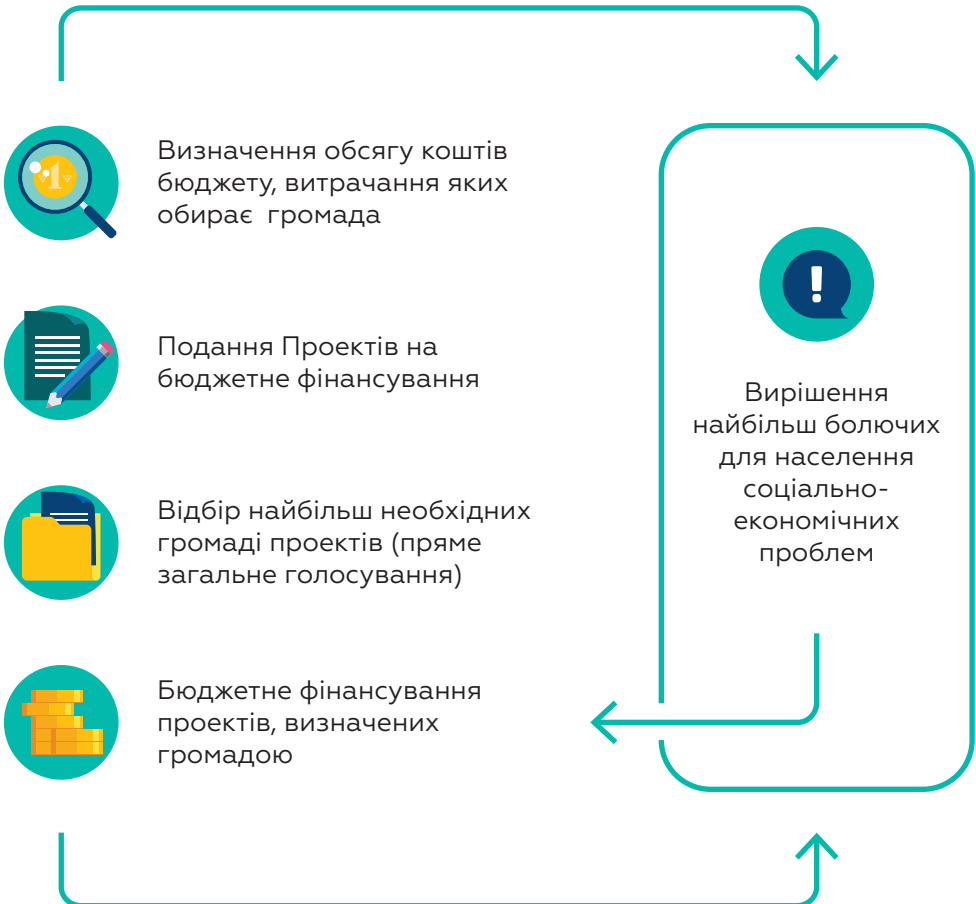 Визначення обсягу коштів
бюджету, витрачання яких
обирає громада
Подання Проектів на
бюджетне фінансування
Відбір найбільш необхідних
громаді проектів (пряме
загальне голосування)
Бюджетне фінансування
проектів, визначених
громадою
1
!
Вирішення
найбільш болючих
для населення
соціально-
економічних
проблем